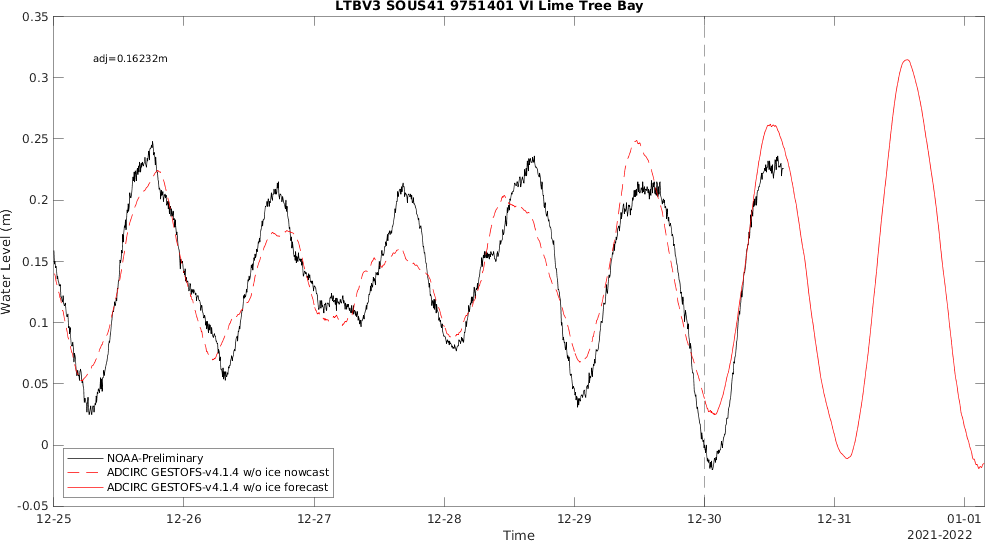 LTBV3 SOUS41 9751401 VI Lime Tree Bay
0.35
adj=0.16232m
0.3
0.25
0.2
0.15
0.1
0.05
0
-0.05
Water Level (m)
NOAA-Preliminary
ADCIRC GESTOFS-v4.1.4 w/o ice nowcast
ADCIRC GESTOFS-v4.1.4 w/o ice forecast
12-25 12-26 12-27 12-28 12-29 12-30 12-31 01-01
Time
2021-2022